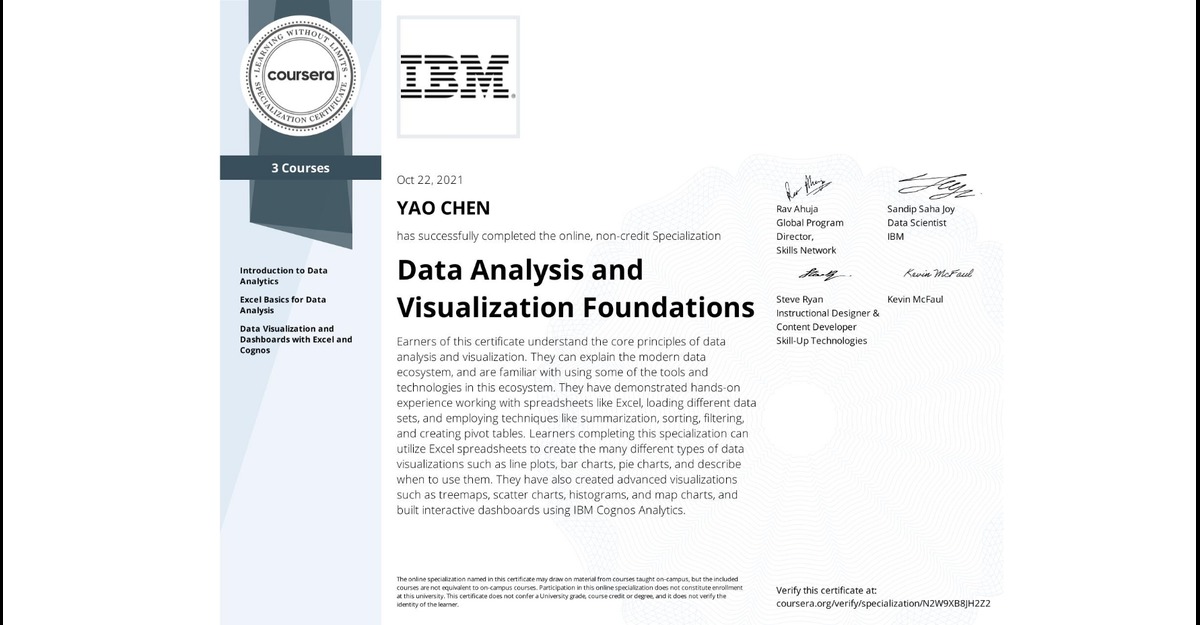 LEARNING WITHOUT LIMITS
coursera
SPECIALIZATION CERTIFICATE
IBM
3 Courses
Introduction to Data
Analytics
Excel Basics for Data
Analysis
Data Visualization and
Dashboards with Excel and
Cognos
Oct 22, 2021
YAO CHEN
has successfully completed the online, non-credit Specialization
Data Analysis and
Visualization Foundations
Earners of this certificate understand the core principles of data
analysis and visualization. They can explain the modern data
ecosystem, and are familiar with using some of the tools and
technologies in this ecosystem. They have demonstrated hands-on
experience working with spreadsheets like Excel, loading different data
sets, and employing techniques like summarization, sorting, filtering,
and creating pivot tables. Learners completing this specialization can
utilize Excel spreadsheets to create the many different types of data
visualizations such as line plots, bar charts, pie charts, and describe
when to use them. They have also created advanced visualizations
such as treemaps, scatter charts, histograms, and map charts, and
built interactive dashboards using IBM Cognos Analytics.
The online specialization named in this certificate may draw on material from courses taught on-campus, but the included
courses are not equivalent to on-campus courses. Participation in this online specialization does not constitute enrollment
at this university. This certificate does not confer a University grade, course credit or degree, and it does not verify the
identity of the learner.
Rav Ahuja
Global Program
Director,
Skills Network
Sandip Saha Joy
Data Scientist
IBM
Steve Ryan
Instructional Designer &
Content Developer
Skill-Up Technologies
Kevin McFaul
Kevin McFaul
Verify this certificate at:
coursera.org/verify/specialization/N2W9XB8JH2Z2